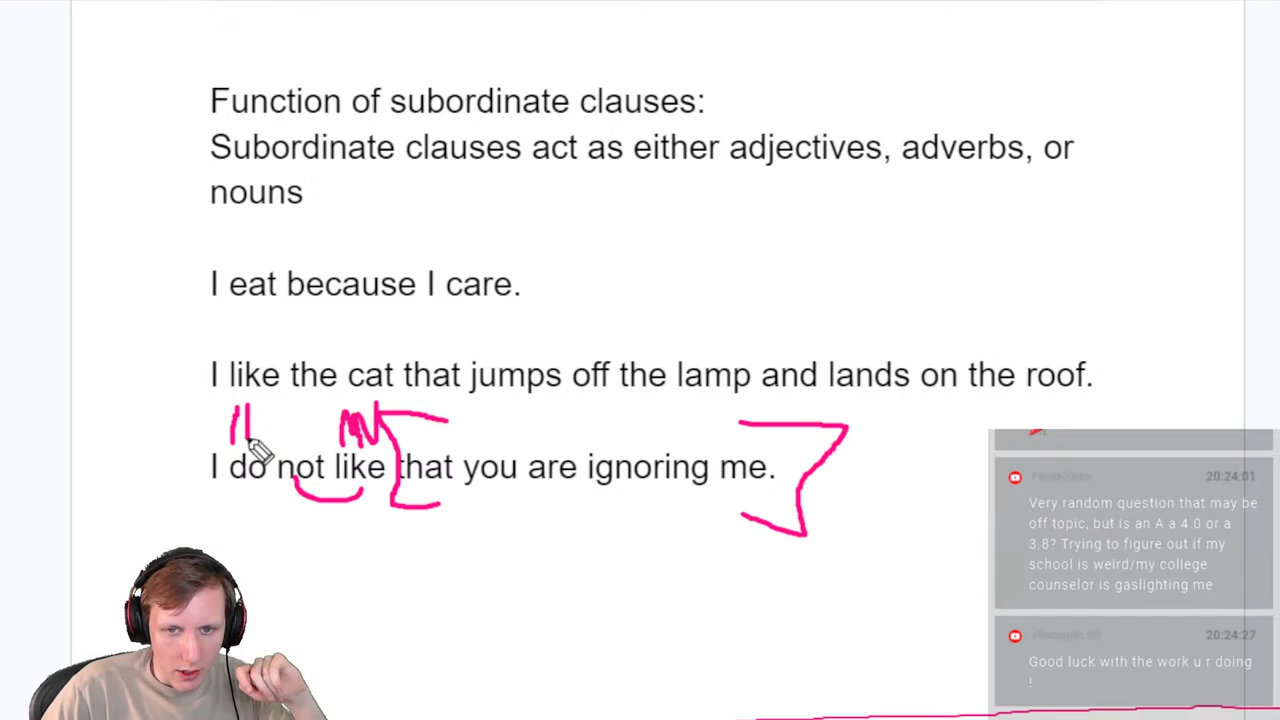 Function of subordinate clauses:
Subordinate clauses act as either adjectives, adverbs, or
nouns
I eat because I care.
I like the cat that jumps off the lamp and lands on the roof.
I do not like that you are ignoring me.
20:24:01
Very random question that may be
off topic, but is an A a 4.0 or a
3.8? Trying to figure out if my
school is weird/my college
counselor is gaslighting me
20:24:27
Good luck with the work u r doing
!